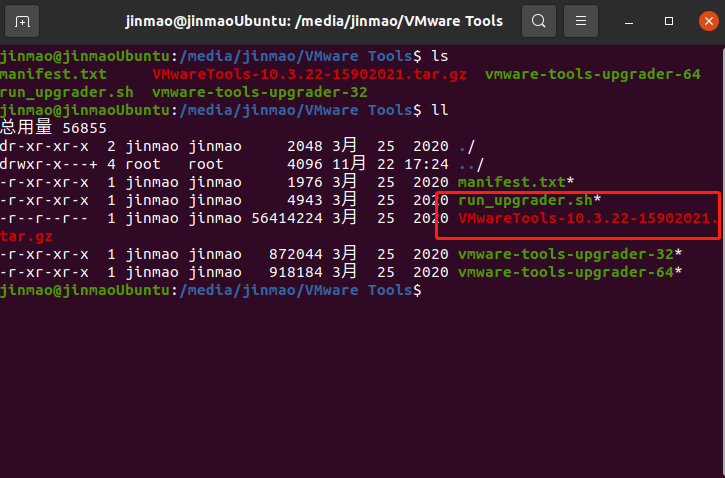 jinmao@jinmaoUbuntu: /media/jinmao/VMware Tools
jinmao@jinmaoUbuntu:/media/jinmao/VMware Tools$ ls
manifest.txt     VMwareTools-10.3.22-15902021.tar.gz  vmware-tools-upgrader-64
run_upgrader.sh  vmware-tools-upgrader-32
jinmao@jinmaoUbuntu:/media/jinmao/VMware Tools$ ll
总用量 56855
dr-xr-xr-x  2 jinmao jinmao     2048 3月  25  2020 ./
drwxr-x---+ 4 root   root       4096 11月 22 17:24 ../
-r-xr-xr-x  1 jinmao jinmao     1976 3月  25  2020 manifest.txt*
-r-xr-xr-x  1 jinmao jinmao     4943 3月  25  2020 run_upgrader.sh*
-r--r--r--  1 jinmao jinmao 56414224 3月  25  2020 VMwareTools-10.3.22-15902021.
tar.gz
-r-xr-xr-x  1 jinmao jinmao   872044 3月  25  2020 vmware-tools-upgrader-32*
-r-xr-xr-x  1 jinmao jinmao   918184 3月  25  2020 vmware-tools-upgrader-64*
jinmao@jinmaoUbuntu:/media/jinmao/VMware Tools$